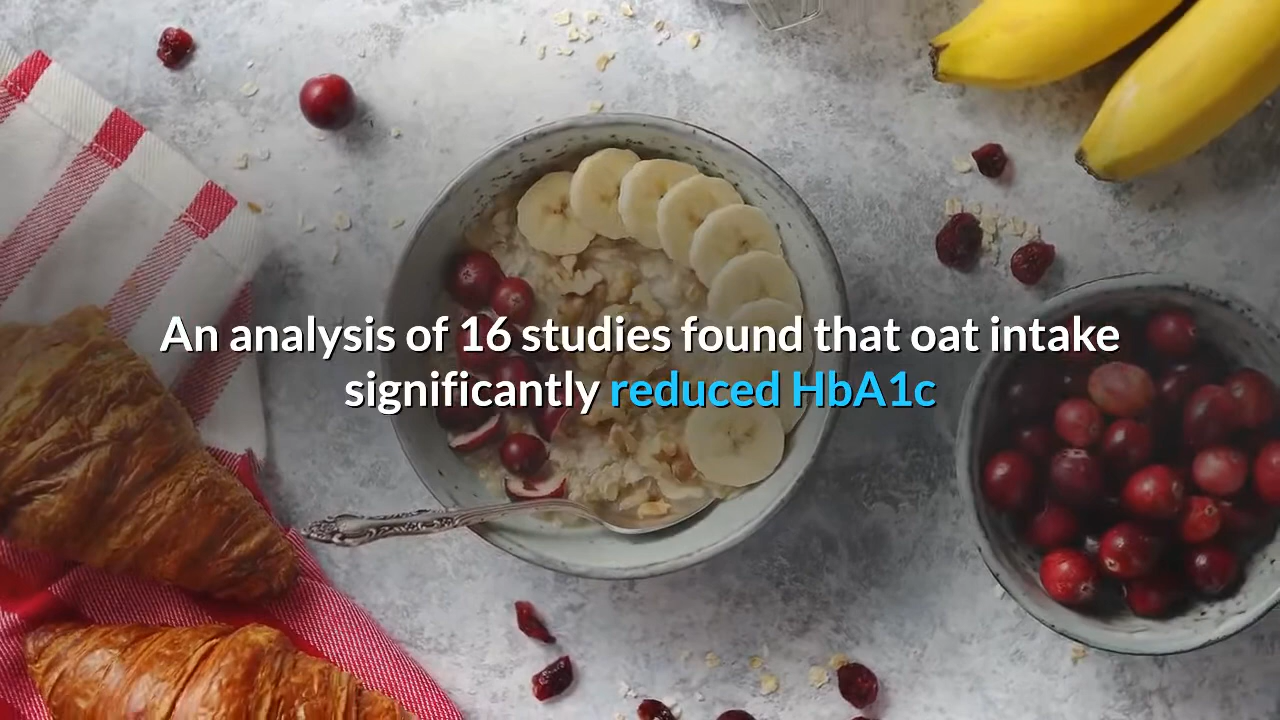 An analysis of 16 studies found that oat intake
significantly reduced HbA1c